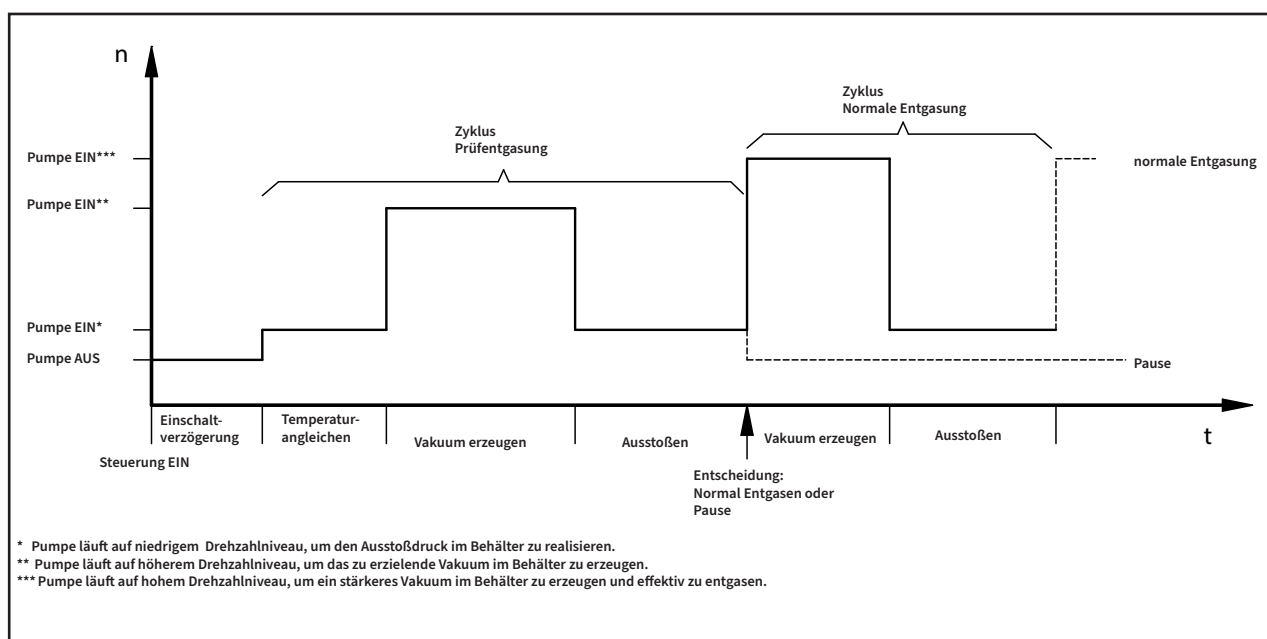 n
Zyklus
Normale Entgasung
Zyklus
Prüfentgasung
Pumpe EIN***
normale Entgasung
Pumpe EIN**
Pumpe EIN*
Pumpe AUS
Pause
Einschalt-
verzögerung
Temperatur-
angleichen
Vakuum erzeugen
Ausstoßen
Vakuum erzeugen
Ausstoßen
t
Steuerung EIN
Entscheidung:
Normal Entgasen oder
Pause
* Pumpe läuft auf niedrigem Drehzahlniveau, um den Ausstoßdruck im Behälter zu realisieren.
** Pumpe läuft auf höherem Drehzahlniveau, um das zu erzielende Vakuum im Behälter zu erzeugen.
*** Pumpe läuft auf hohem Drehzahlniveau, um ein stärkeres Vakuum im Behälter zu erzeugen und effektiv zu entgasen.